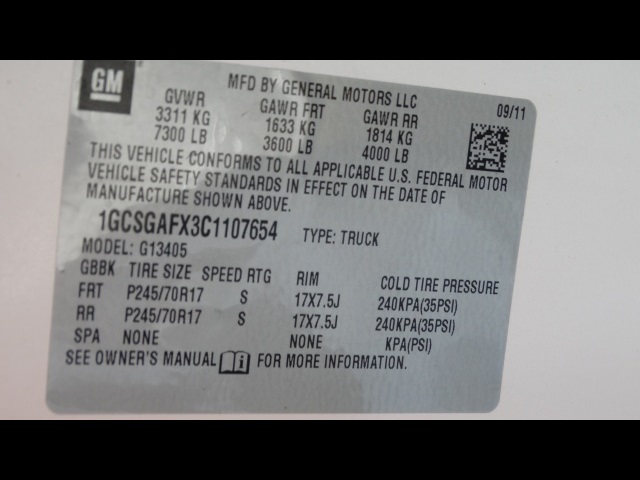 GM
MFD BY GENERAL MOTORS LLC
09/11
GVWR GAWR FRT GAWR RR
3311 KG 1633 KG 1814 KG
7300 LB 3600 LB 4000 LB
THIS VEHICLE CONFORMS TO ALL APPLICABLE U.S. FEDERAL MOTOR
VEHICLE SAFETY STANDARDS IN EFFECT ON THE DATE OF
MANUFACTURE SHOWN ABOVE.
1GCSGAFX3C1107654 TYPE: TRUCK
MODEL: G13405
GBBK TIRE SIZE SPEED RTG RIM COLD TIRE PRESSURE
FRT P245/70R17 S 17X7.5J 240KPA(35PSI)
RR P245/70R17 S 17X7.5J 240KPA(35PSI)
SPA NONE NONE KPA(PSI)
SEE OWNER'S MANUAL FOR MORE INFORMATION.